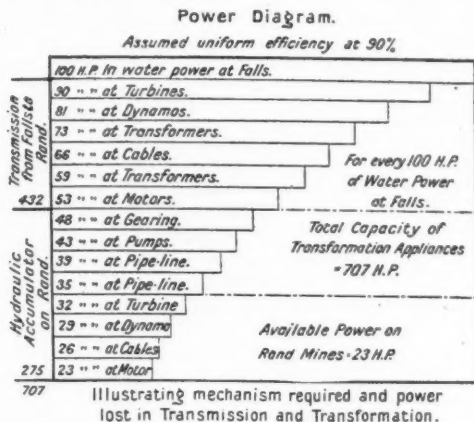 Power Diagram.
Assumed uniform efficiency at 90%
100 H.P. In water power at Falls.
90 " " at Turbines.
81 " " at Dynamos.
73 " " at Transformers.
66 " " at Cables.
59 " " at Transformers.
53 " " at Motors.
48 " " at Gearing.
43 " " at Pumps.
39 " " at Pipe-line.
35 " " at Pipe-line.
32 " " at Turbine
29 " " at Dynamo
26 " " at Cables
23 " " at Motor
Transmission
from Falls to
Rand.
432
Hydraulic
Accumulator
on Rand.
275
707
For every 100 H.P.
of Water Power
at Falls.
Total Capacity of
Transformation Appliances
= 707 H.P.
Available Power on
Rand Mines = 23 H.P.
Illustrating mechanism required and power
lost in Transmission and Transformation.